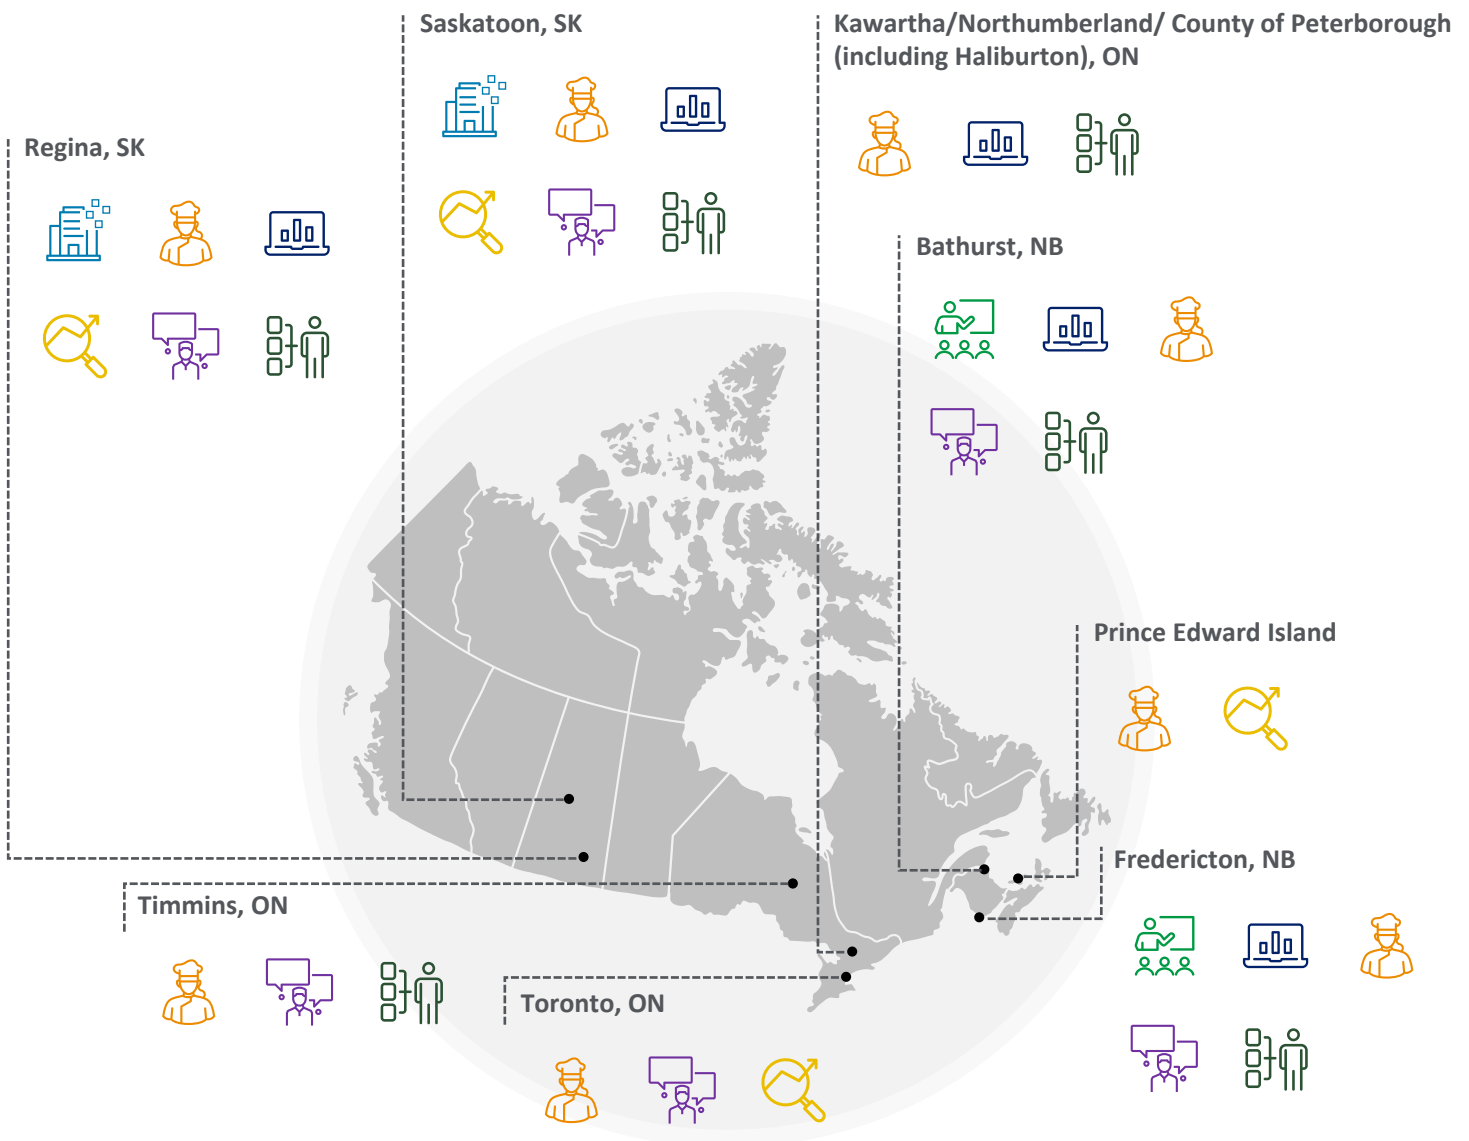 Saskatoon, SK
Kawartha/Northumberland/ County of Peterborough
(including Haliburton), ON
Regina, SK
Bathurst, NB
Prince Edward Island
Fredericton, NB
Timmins, ON
Toronto, ON